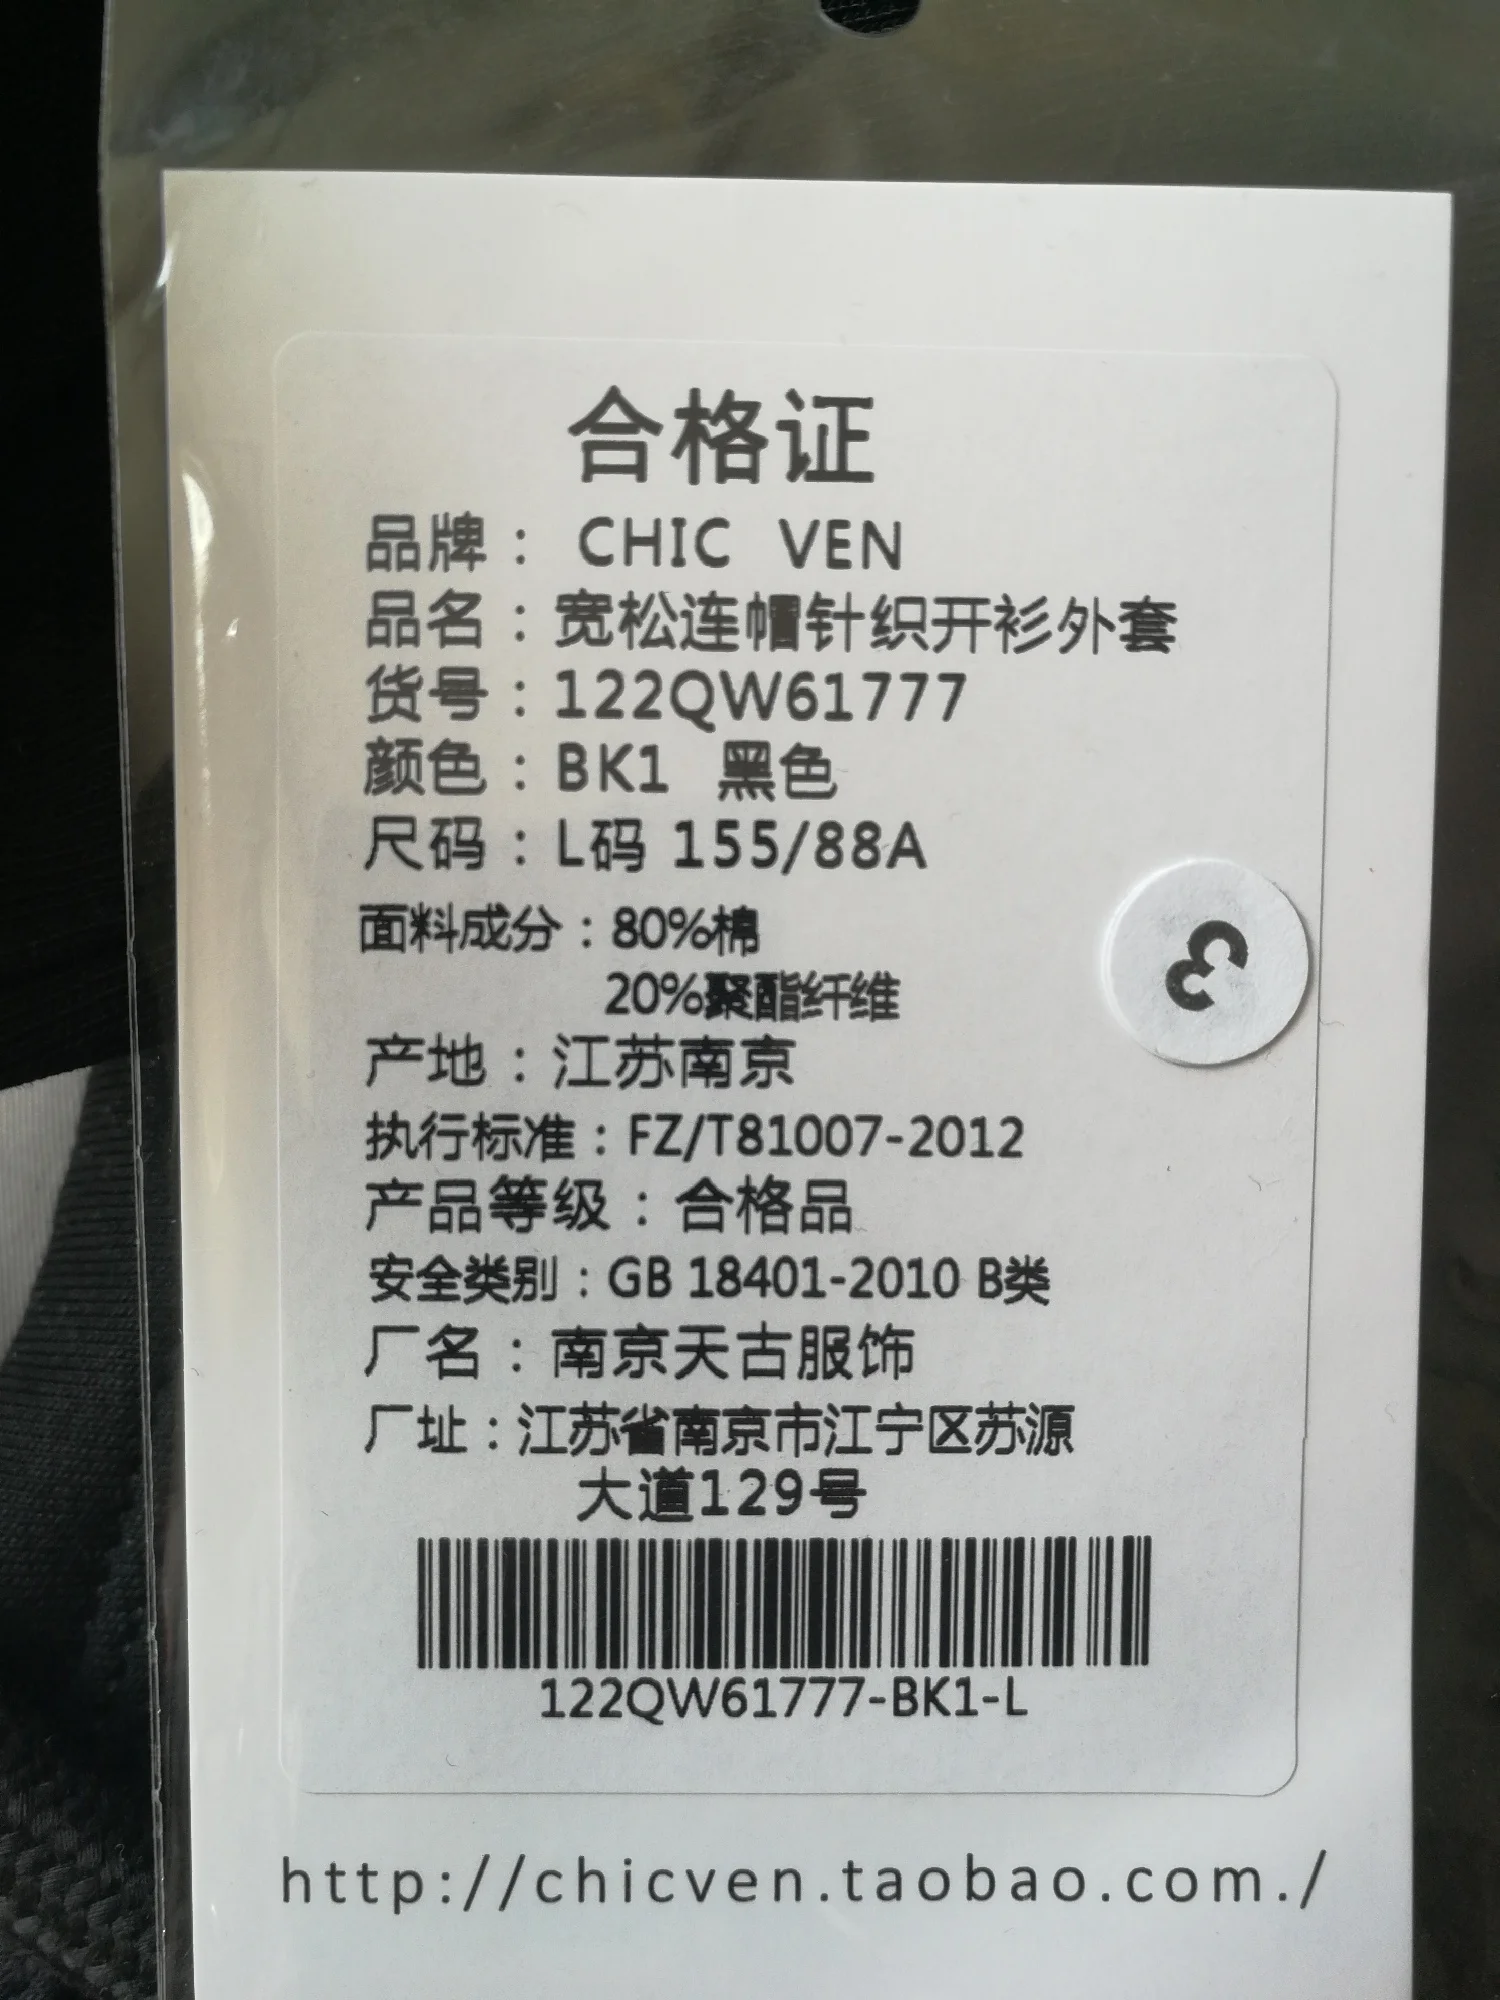 合格证
品牌： CHIC VEN
品名：宽松连帽针织开衫外套
货号：122QW61777
颜色：BK1 黑色
尺码：L码 155/88A
3
面料成分：80%棉
20%聚酯纤维
产地：江苏南京
执行标准：FZ/T81007-2012
产品等级：合格品
安全类别：GB 18401-2010 B类
厂名：南京天古服饰
厂址：江苏省南京市江宁区苏源
大道129号
122QW61777-BK1-L
http://chicven.taobao.com./